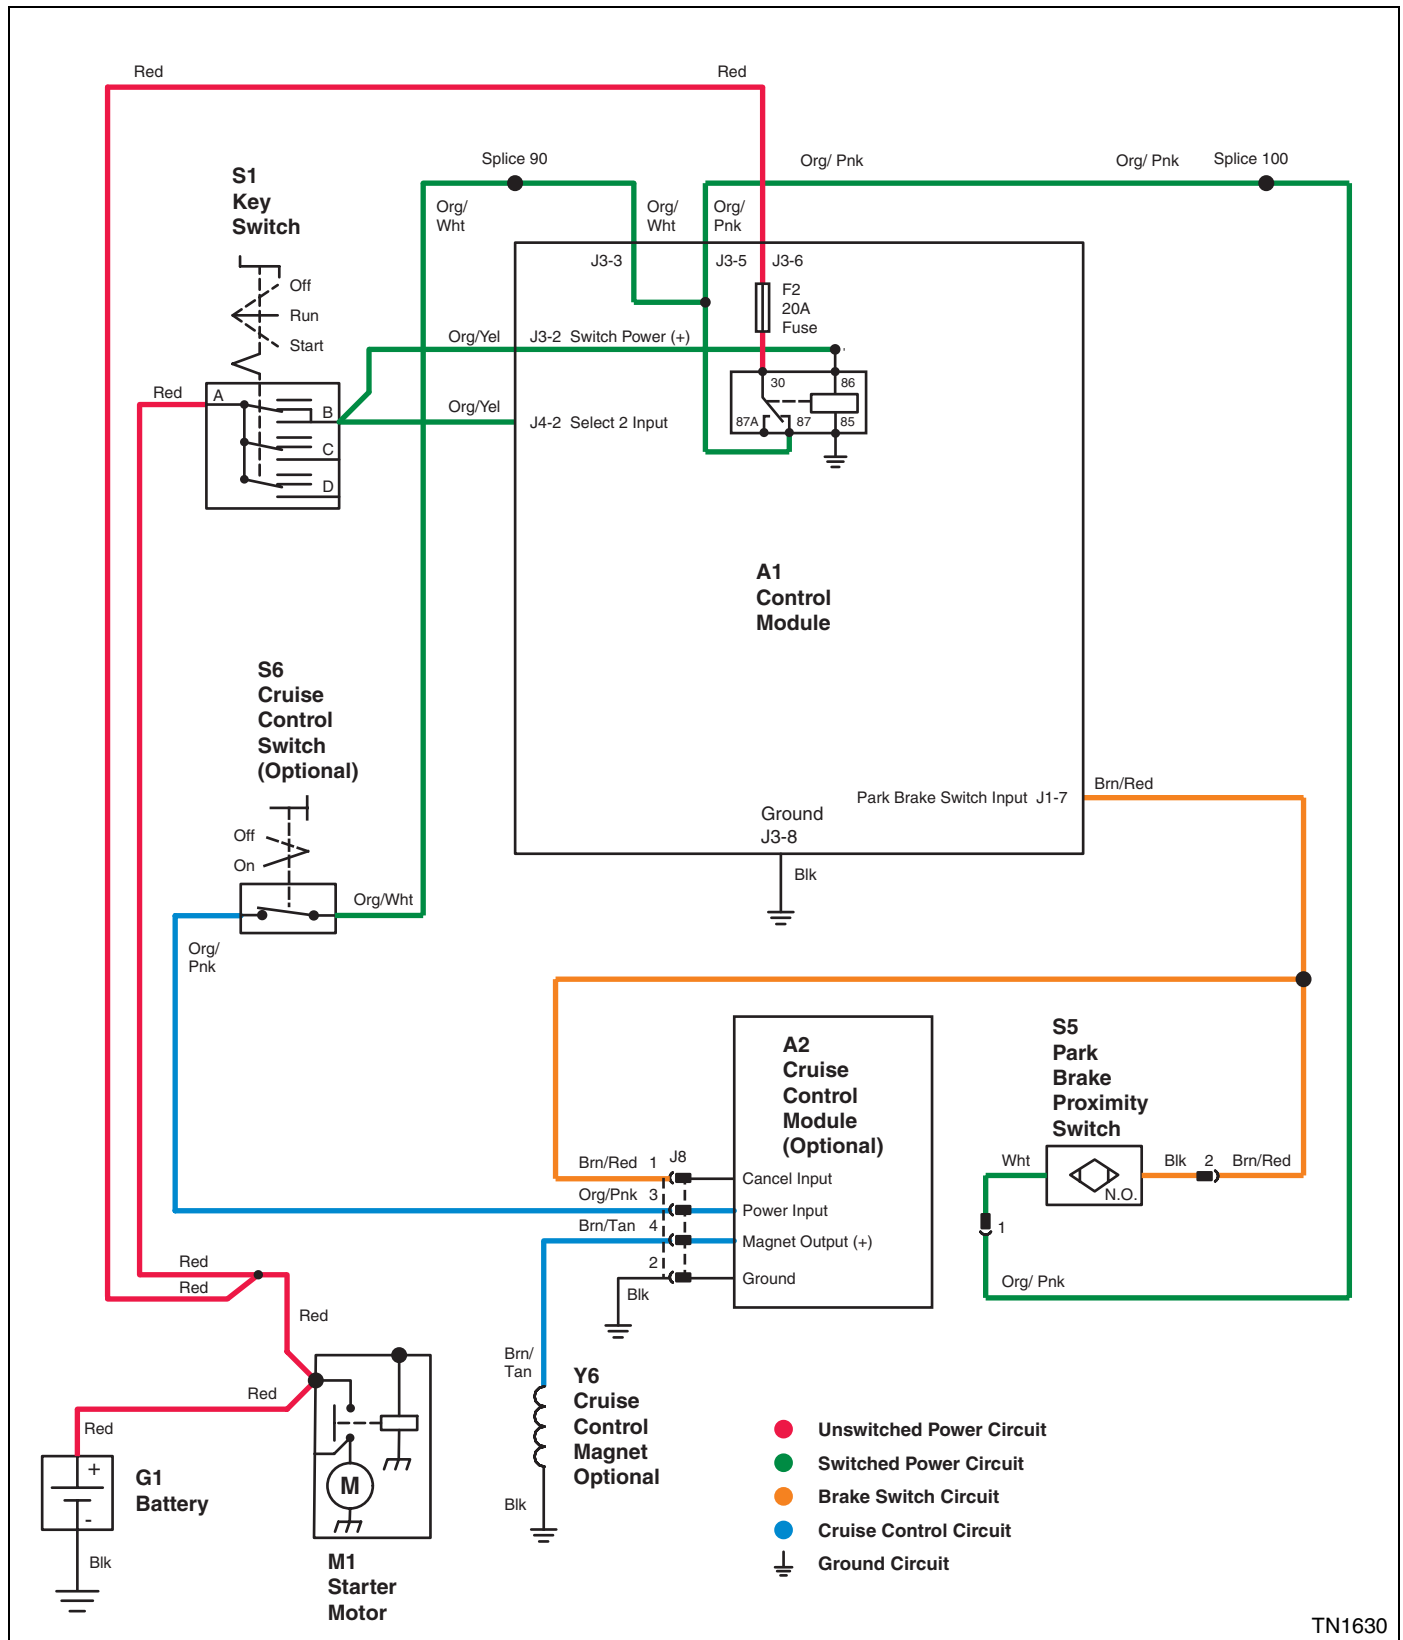 Red
Red
Splice 90
Org/ Pnk
Org/ Pnk
Splice 100
S1
Key
Switch
Org/
Wht
Org/
Wht
Org/
Pnk
J3-3
J3-5
J3-6
Off
Run
Start
F2
20A
Fuse
Org/Yel
J3-2 Switch Power (+)
Red
A
B
C
D
30
86
87A
87
85
Org/Yel
J4-2 Select 2 Input
A1
Control
Module
S6
Cruise
Control
Switch
(Optional)
Off
On
Org/Wht
Org/
Pnk
Park Brake Switch Input J1-7
Brn/Red
Ground
J3-8
Blk
A2
Cruise
Control
Module
(Optional)
S5
Park
Brake
Proximity
Switch
Wht
N.O.
Blk
2
Brn/Red
1
Org/ Pnk
J8
Brn/Red 1
Cancel Input
Org/Pnk 3
Power Input
Brn/Tan 4
Magnet Output (+)
2
Ground
Blk
Red
Red
Red
Red
Red
Brn/
Tan
Y6
Cruise
Control
Magnet
Optional
Blk
+
-
G1
Battery
Blk
M
M1
Starter
Motor
Unswitched Power Circuit
Switched Power Circuit
Brake Switch Circuit
Cruise Control Circuit
Ground Circuit
TN1630